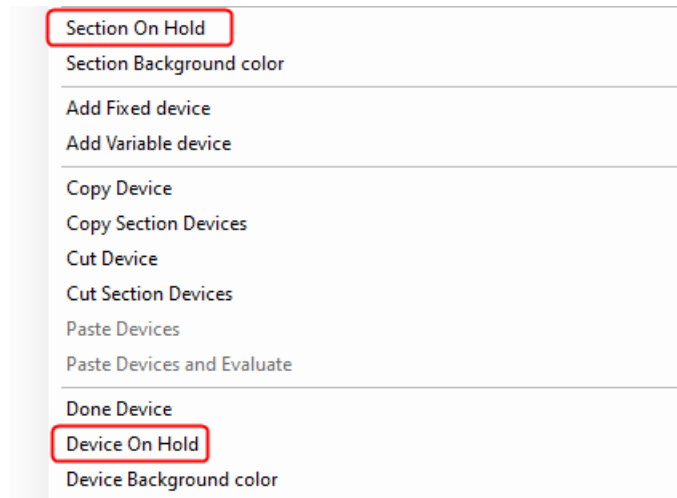 Section On Hold
Section Background color
Add Fixed device
Add Variable device
Copy Device
Copy Section Devices
Cut Device
Cut Section Devices
Paste Devices
Paste Devices and Evaluate
Done Device
Device On Hold
Device Background color